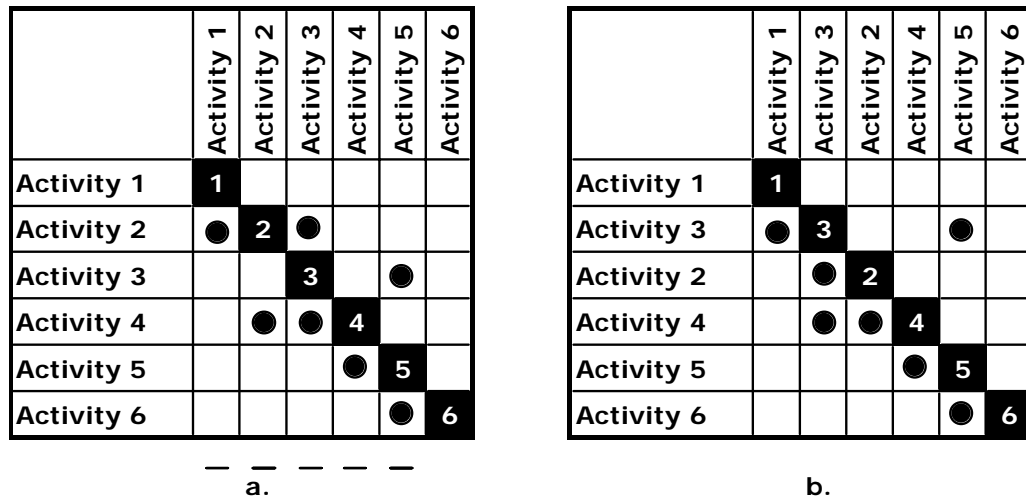 Activity 1
Activity 2
Activity 3
Activity 4
Activity 5
Activity 6
Activity 1 1
Activity 2 2
Activity 3 3
Activity 4 4
Activity 5 5
Activity 6 6
a.
Activity 1
Activity 3
Activity 2
Activity 4
Activity 5
Activity 6
Activity 1 1
Activity 3 3
Activity 2 2
Activity 4 4
Activity 5 5
Activity 6 6
b.